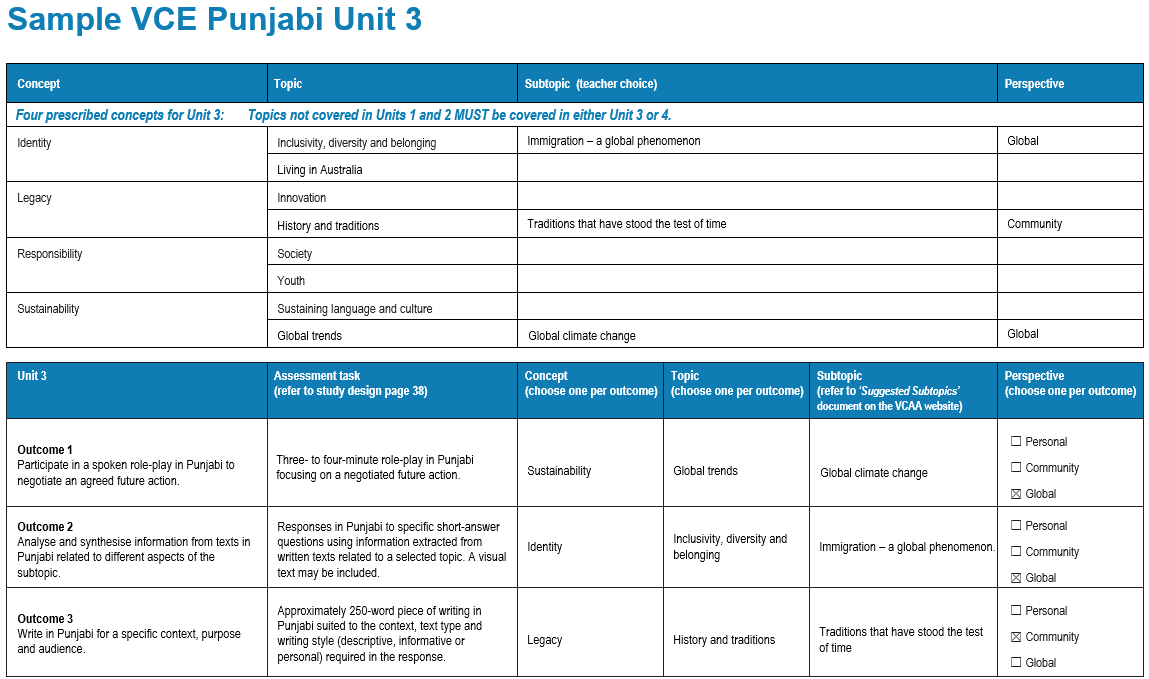 Sample VCE Punjabi Unit 3
Concept Topic Subtopic (teacher choice) Perspective
Four prescribed concepts for Unit 3: Topics not covered in Units 1 and 2 MUST be covered in either Unit 3 or 4.
Identity Inclusivity, diversity and belonging Immigration – a global phenomenon Global
Living in Australia
Legacy Innovation
History and traditions Traditions that have stood the test of time Community
Responsibility Society
Youth
Sustainability Sustaining language and culture
Global trends Global climate change Global
Unit 3
Assessment task
(refer to study design page 38)
Concept
(choose one per outcome)
Topic
(choose one per outcome)
Subtopic
(refer to ‘Suggested Subtopics’
document on the VCAA website)
Perspective
(choose one per outcome)
Outcome 1
Participate in a spoken role-play in Punjabi to
negotiate an agreed future action.
Three- to four-minute role-play in Punjabi
focusing on a negotiated future action.
Sustainability
Global trends
Global climate change
☐ Personal
☐ Community
☒ Global
Outcome 2
Analyse and synthesise information from texts in
Punjabi related to different aspects of the
subtopic.
Responses in Punjabi to specific short-answer
questions using information extracted from
written texts related to a selected topic. A visual
text may be included.
Identity
Inclusivity, diversity and
belonging
Immigration – a global phenomenon.
☐ Personal
☐ Community
☒ Global
Outcome 3
Write in Punjabi for a specific context, purpose
and audience.
Approximately 250-word piece of writing in
Punjabi suited to the context, text type and
writing style (descriptive, informative or
personal) required in the response.
Legacy
History and traditions
Traditions that have stood the test
of time
☐ Personal
☒ Community
☐ Global